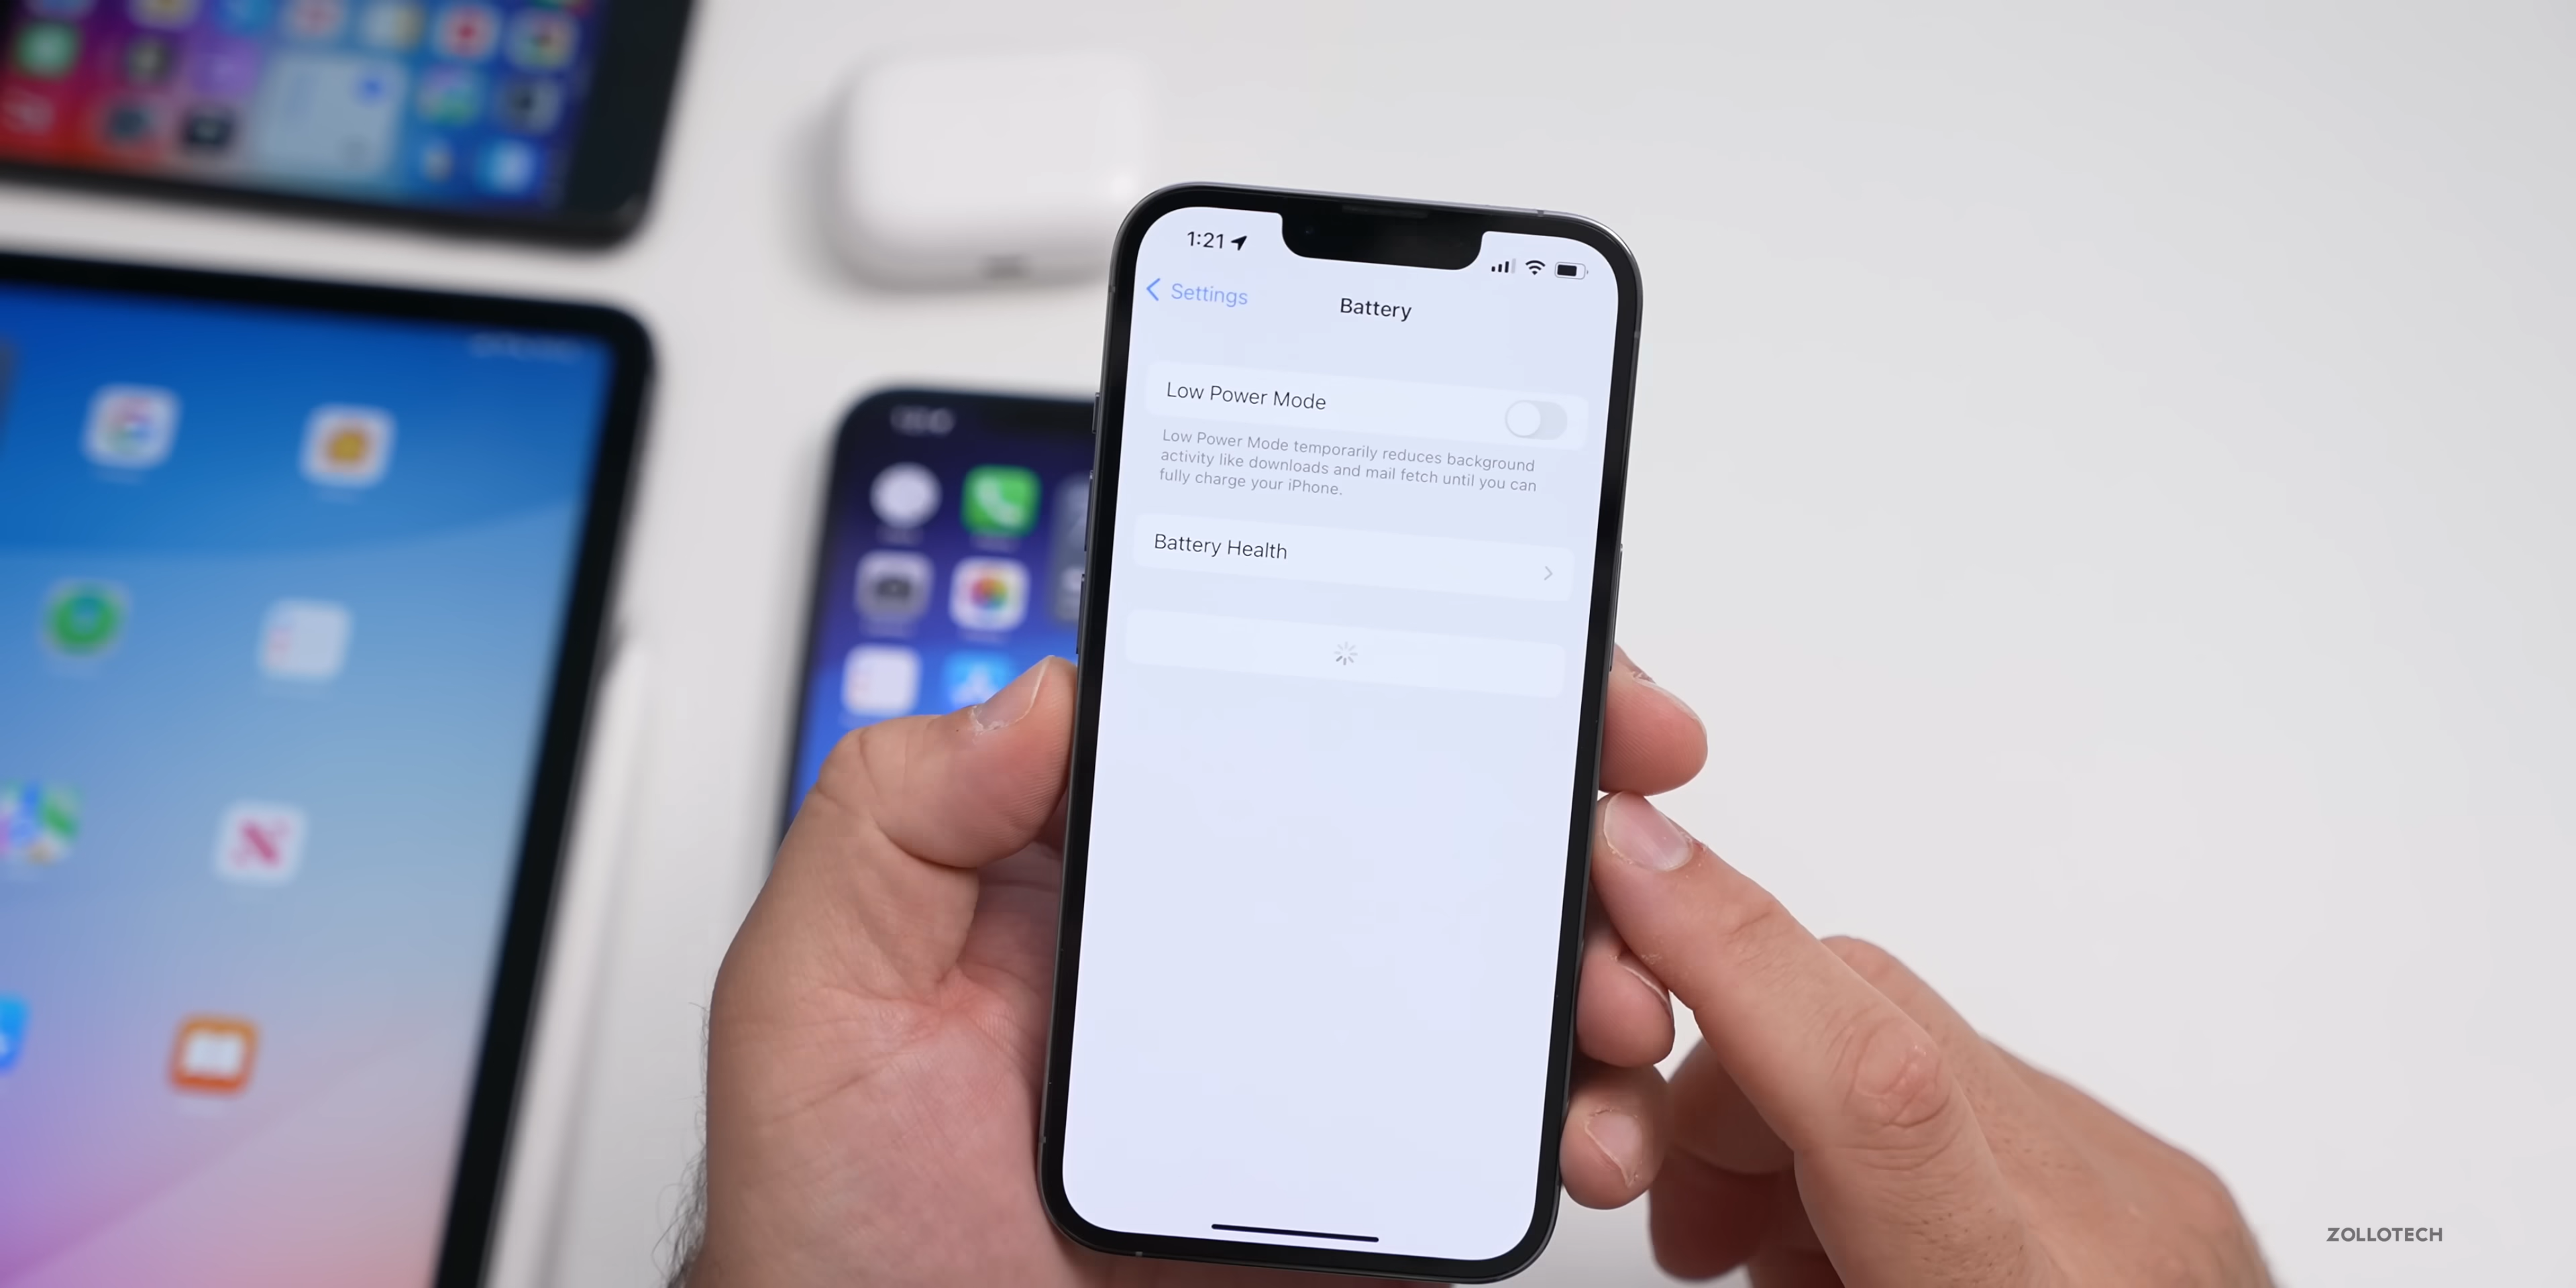 1:21
Settings
Battery
Low Power Mode
Low Power Mode temporarily reduces background
activity like downloads and mail fetch until you can
fully charge your iPhone.
Battery Health
ZOLLOTECH